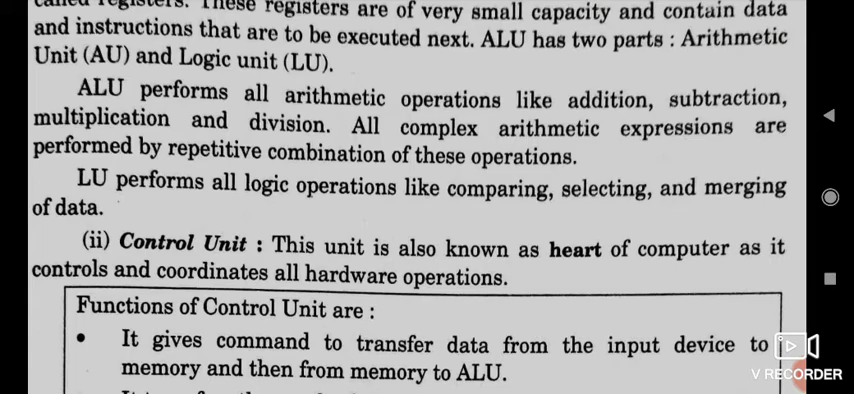 called registers. These registers are of very small capacity and contain data
and instructions that are to be executed next. ALU has two parts : Arithmetic
Unit (AU) and Logic unit (LU).
ALU performs all arithmetic operations like addition, subtraction,
multiplication and division. All complex arithmetic expressions are
performed by repetitive combination of these operations.
LU performs all logic operations like comparing, selecting, and merging
of data.
(ii) Control Unit : This unit is also known as heart of computer as it
controls and coordinates all hardware operations.
Functions of Control Unit are :
• It gives command to transfer data from the input device to
memory and then from memory to ALU.
V RECORDER